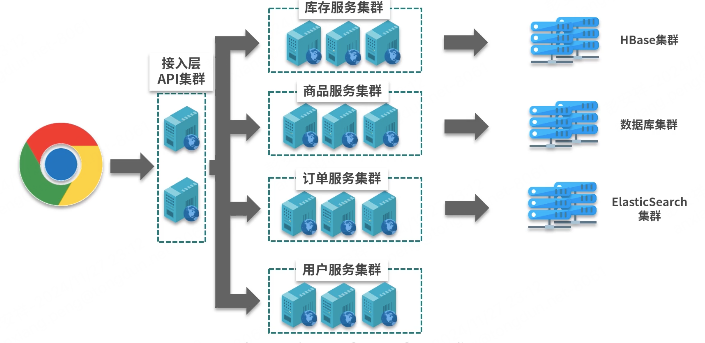 库存服务集群
HBase集群
接入层
API集群
商品服务集群
数据库集群
订单服务集群
ElasticSearch
集群
用户服务集群